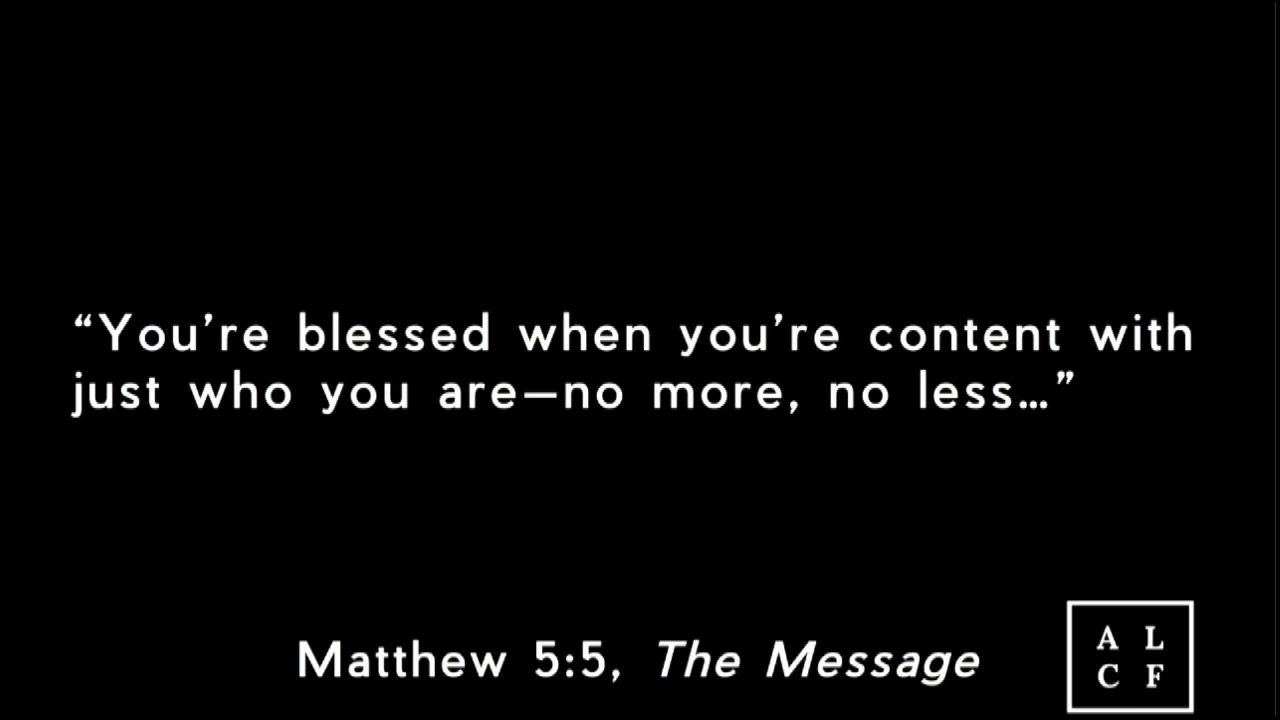 “You’re blessed when you’re content with
just who you are—no more, no less…”
Matthew 5:5, The Message
A L
C F